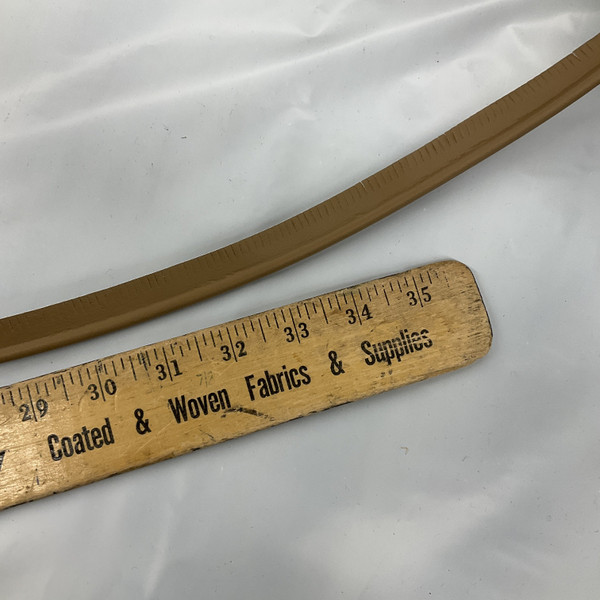 29 30 31 32 33 34 35
Coated & Woven Fabrics & Supplies